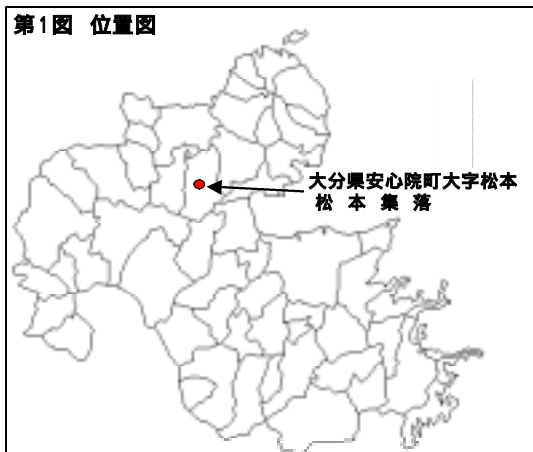 第1図 位置図
大分県安心院町大字松本
松 本 集 落